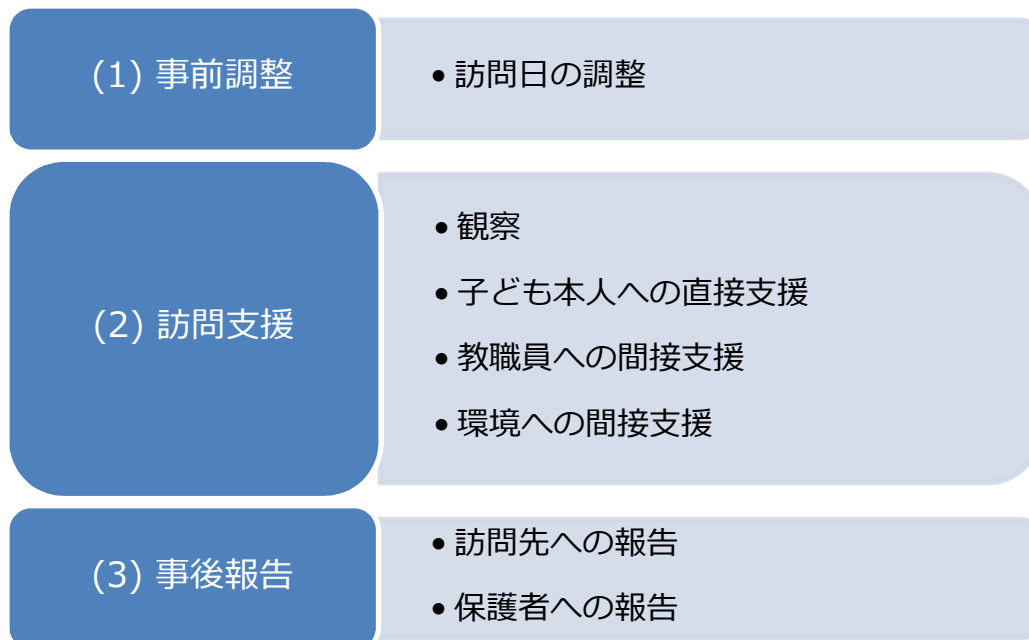 (1) 事前調整
• 訪問日の調整
(2) 訪問支援
• 観察
• 子ども本人への直接支援
• 教職員への間接支援
• 環境への間接支援
(3) 事後報告
• 訪問先への報告
• 保護者への報告